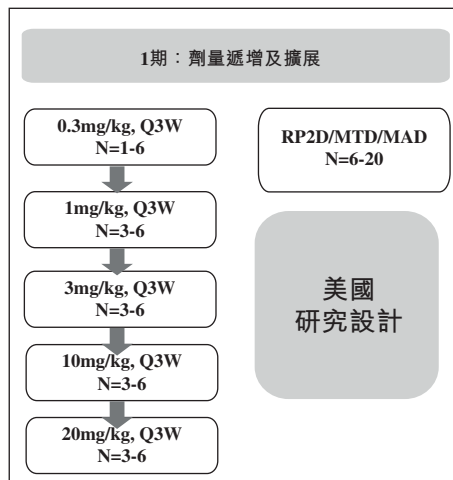 1期：劑量遞增及擴展
0.3mg/kg, Q3W
N=1-6
1mg/kg, Q3W
N=3-6
3mg/kg, Q3W
N=3-6
10mg/kg, Q3W
N=3-6
20mg/kg, Q3W
N=3-6
RP2D/MTD/MAD
N=6-20
美國
研究設計